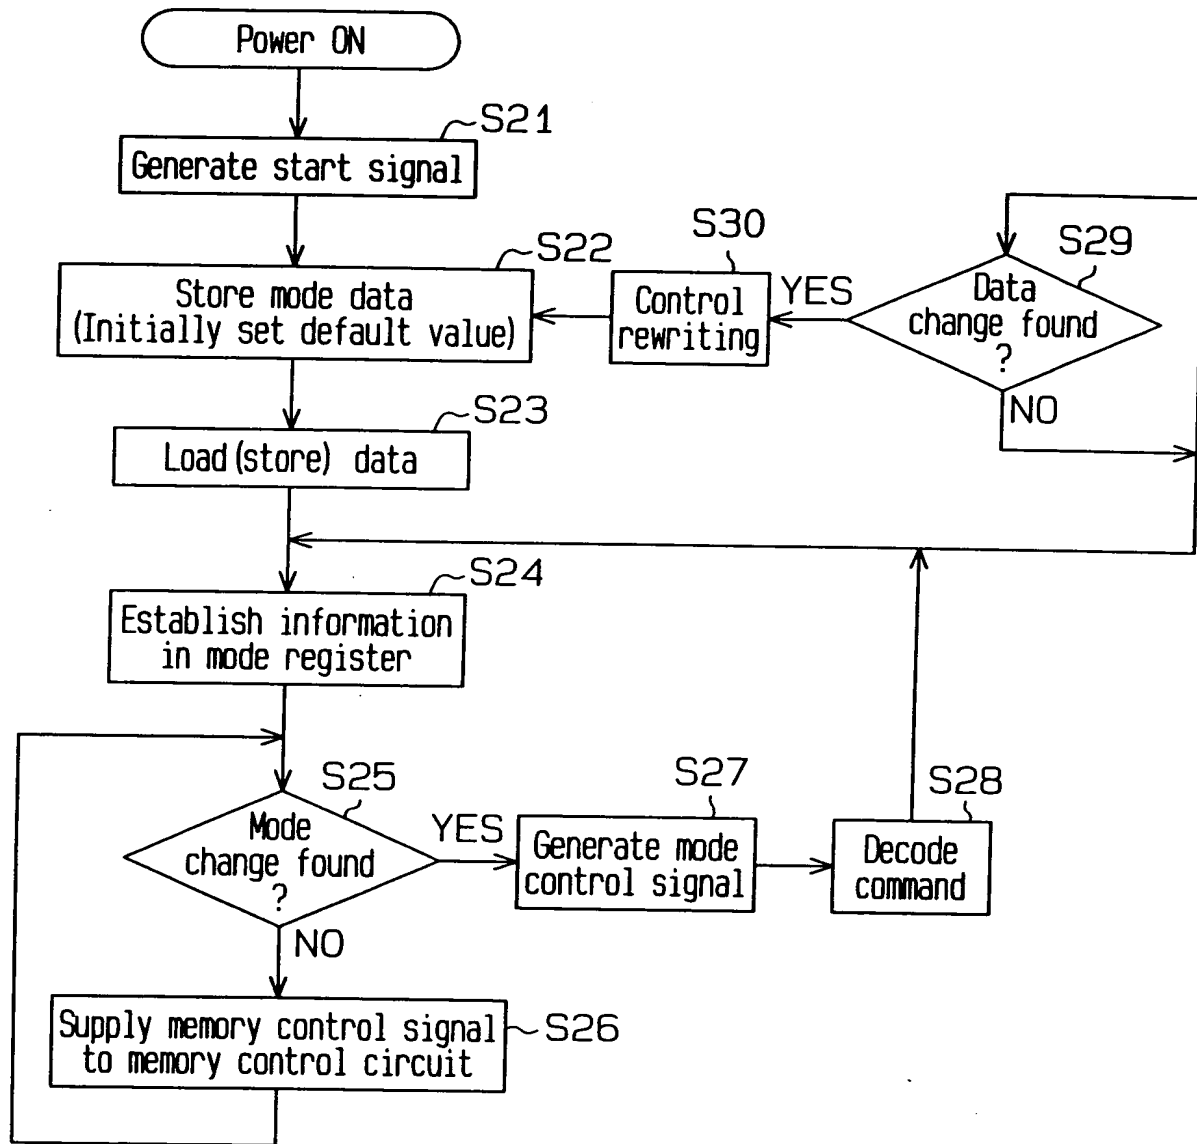 Power ON
S21
Generate start signal
S22
Store mode data
(Initially set default value)
S30
Control
rewriting
YES
S29
Data
change found
?
NO
S23
Load(store) data
S24
Establish information
in mode register
S25
Mode
change found
?
YES
NO
S27
Generate mode
control signal
S28
Decode
command
S26
Supply memory control signal
to memory control circuit